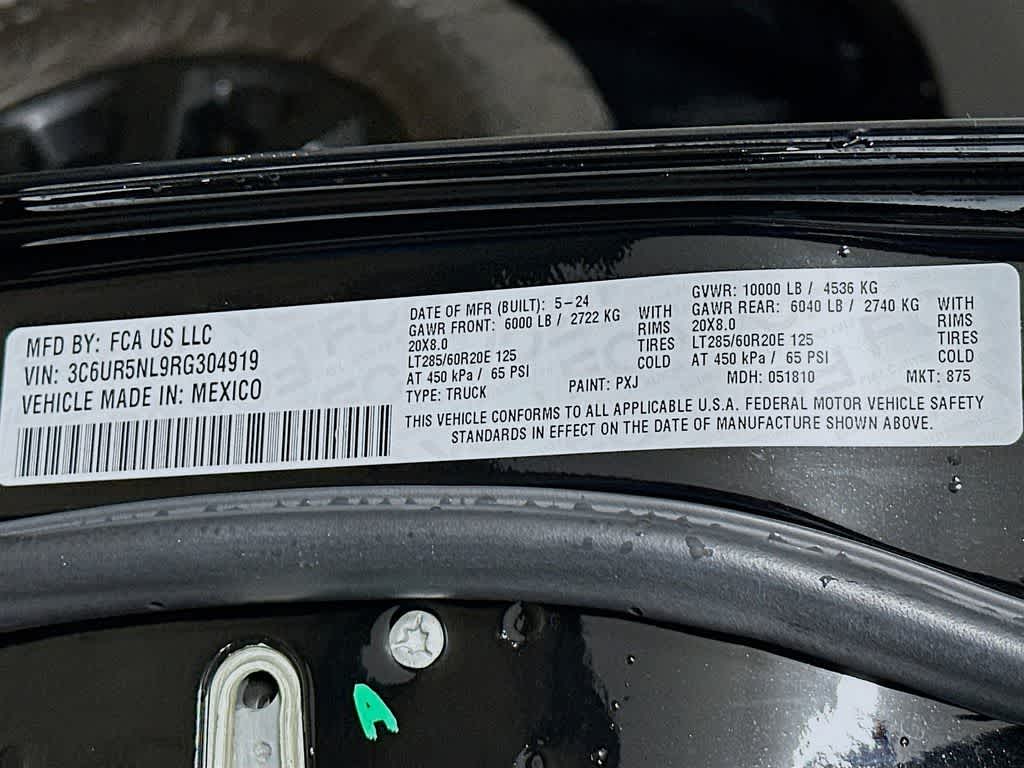 MFD BY: FCA US LLC
VIN: 3C6UR5NL9RG304919
VEHICLE MADE IN: MEXICO
DATE OF MFR (BUILT): 5-24
GAWR FRONT: 6000 LB / 2722 KG WITH
20X8.0 RIMS
LT285/60R20E 125 TIRES
AT 450 kPa / 65 PSI COLD
TYPE: TRUCK PAINT: PXJ
GVWR: 10000 LB / 4536 KG
GAWR REAR: 6040 LB / 2740 KG WITH
20X8.0 RIMS
LT285/60R20E 125 TIRES
AT 450 kPa / 65 PSI COLD
MDH: 051810 MKT: 875
THIS VEHICLE CONFORMS TO ALL APPLICABLE U.S.A. FEDERAL MOTOR VEHICLE SAFETY
STANDARDS IN EFFECT ON THE DATE OF MANUFACTURE SHOWN ABOVE.
A